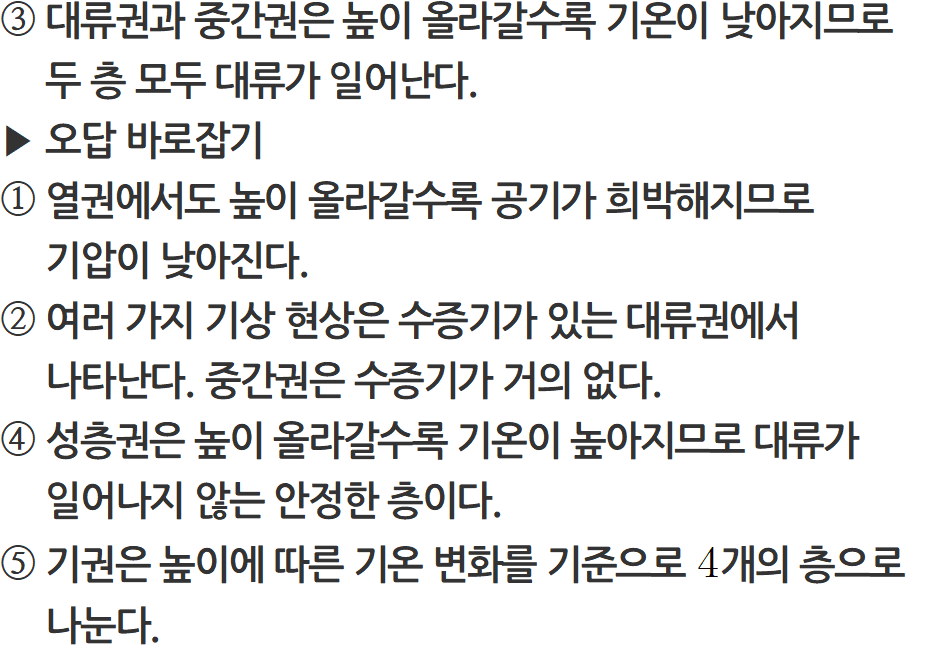 ③ 대류권과 중간권은 높이 올라갈수록 기온이 낮아지므로
두 층 모두 대류가 일어난다.
▶ 오답 바로잡기
① 열권에서도 높이 올라갈수록 공기가 희박해지므로
기압이 낮아진다.
② 여러 가지 기상 현상은 수증기가 있는 대류권에서
나타난다. 중간권은 수증기가 거의 없다.
④ 성층권은 높이 올라갈수록 기온이 높아지므로 대류가
일어나지 않는 안정한 층이다.
⑤ 기권은 높이에 따른 기온 변화를 기준으로 4개의 층으로
나눈다.